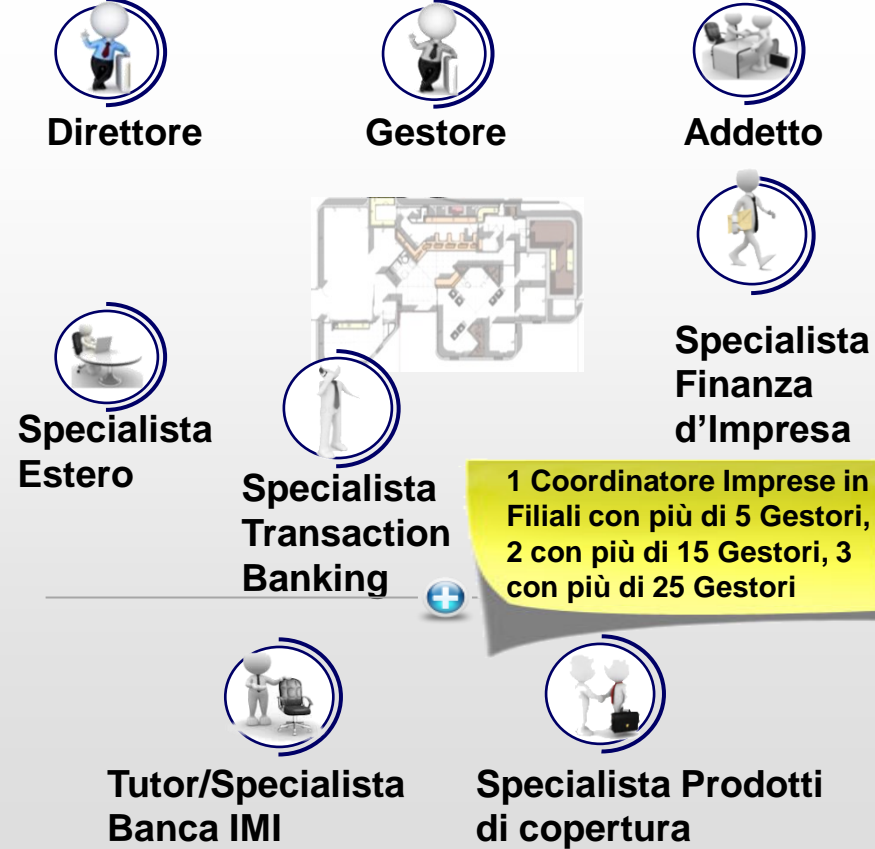 Direttore
Gestore
Addetto
Specialista
Finanza
d’Impresa
Specialista
Estero
Specialista
Transaction
Banking
1 Coordinatore Imprese in
Filiali con più di 5 Gestori,
2 con più di 15 Gestori, 3
con più di 25 Gestori
Tutor/Specialista
Banca IMI
Specialista Prodotti
di copertura